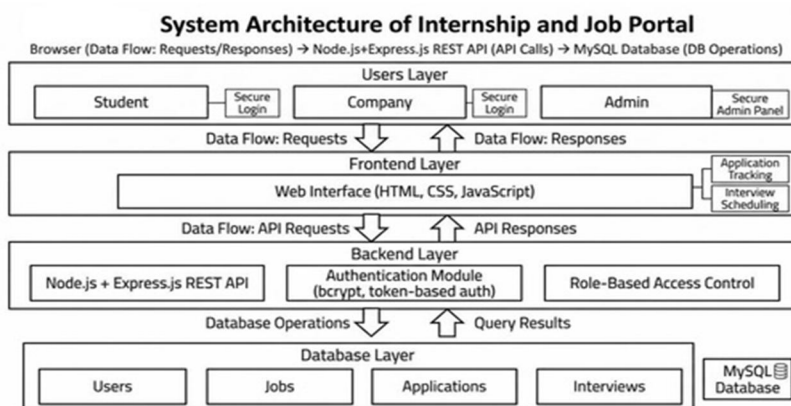 System Architecture of Internship and Job Portal
Browser (Data Flow: Requests/Responses) → Node.js+Express.js REST API (API Calls) → MySQL Database (DB Operations)
Users Layer
Student
Secure
Login
Company
Secure
Login
Admin
Secure
Admin Panel
Data Flow: Requests
Data Flow: Responses
Frontend Layer
Web Interface (HTML, CSS, JavaScript)
Application
Tracking
Interview
Scheduling
Data Flow: API Requests
API Responses
Backend Layer
Node.js + Express.js REST API
Authentication Module
(bcrypt, token-based auth)
Role-Based Access Control
Database Operations
Query Results
Database Layer
Users
Jobs
Applications
Interviews
MySQL
Database